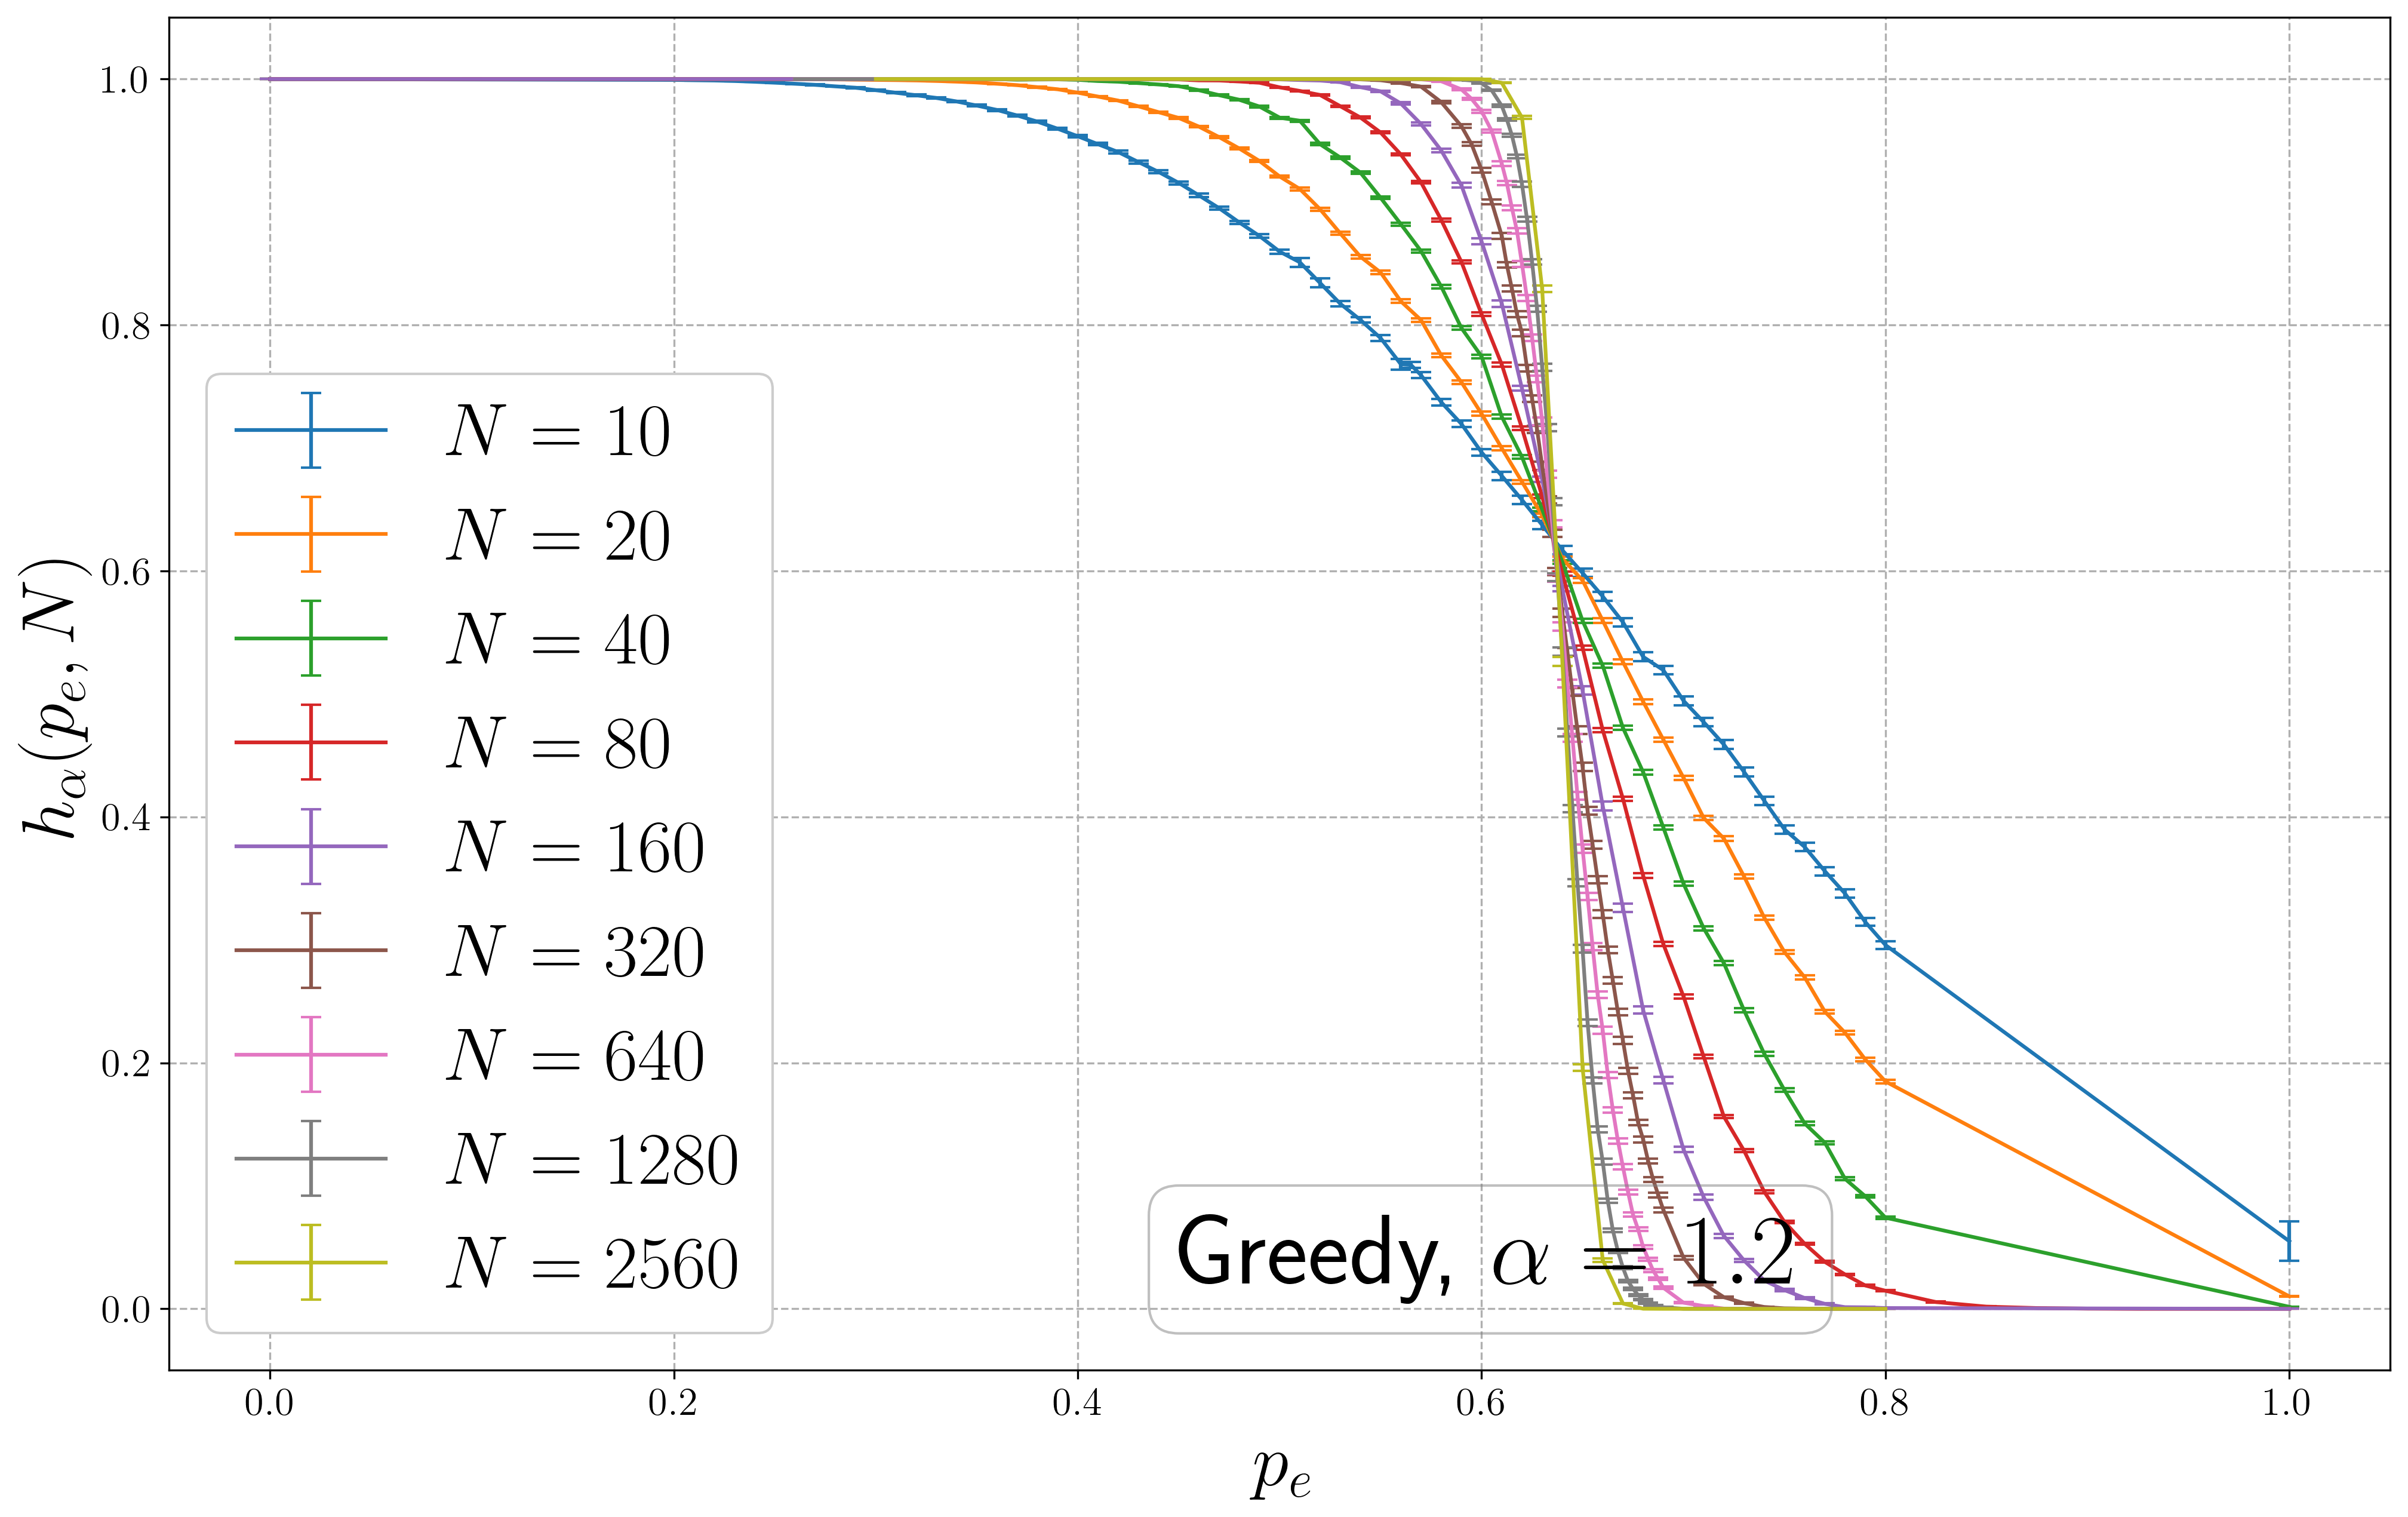 h_α(p_e, N)
1.0
0.8
0.6
0.4
0.2
0.0
N = 10
N = 20
N = 40
N = 80
N = 160
N = 320
N = 640
N = 1280
N = 2560
Greedy, α = 1.2
0.0 0.2 0.4 0.6 0.8 1.0
p_e